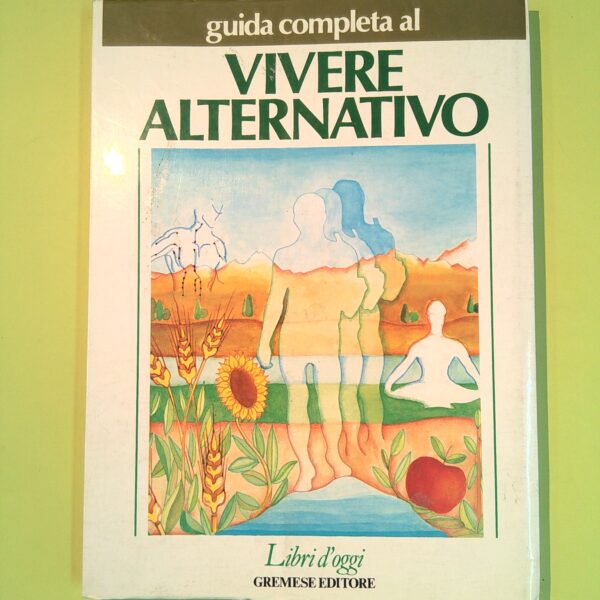 guida completa al
VIVERE
ALTERNATIVO
Libri d'oggi
GREMESE EDITORE